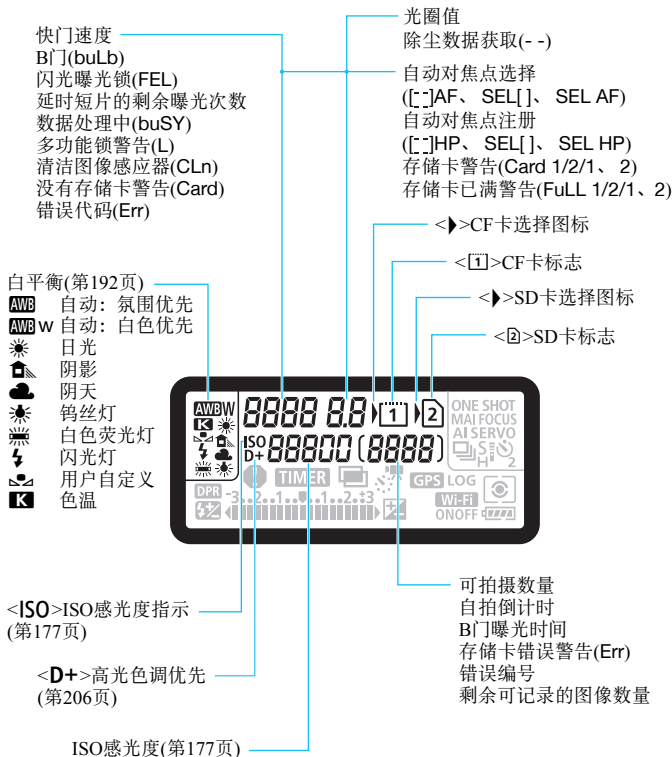 快门速度
B门(buLb)
闪光曝光锁(FEL)
延时短片的剩余曝光次数
数据处理中(buSY)
多功能锁警告(L)
清洁图像感应器(CLn)
没有存储卡警告(Card)
错误代码(Err)
光圈值
除尘数据获取(- -)
自动对焦点选择
([ ]AF、 SEL[ ]、 SEL AF)
自动对焦点注册
([ ]HP、 SEL[ ]、 SEL HP)
存储卡警告(Card 1/2/1、 2)
存储卡已满警告(FuLL 1/2/1、2)
<>CF卡选择图标
<1>CF卡标志
<>SD卡选择图标
<2>SD卡标志
白平衡(第192页)
AWB 自动: 氛围优先
AWB W 自动: 白色优先
日光
阴影
阴天
钨丝灯
白色荧光灯
闪光灯
用户自定义
K 色温
AWB W 8888 8.8 1 2 ONE SHOT
K MAI FOCUS
ISO AI SERVO
D+ 88800 (8888) S H 2
TIMER GPS LOG
DPR -3..2..1..0..1..2.+3 Wi-Fi
ONOFF
<ISO>ISO感光度指示
(第177页)
<D+>高光色调优先
(第206页)
ISO感光度(第177页)
可拍摄数量
自拍倒计时
B门曝光时间
存储卡错误警告(Err)
错误编号
剩余可记录的图像数量